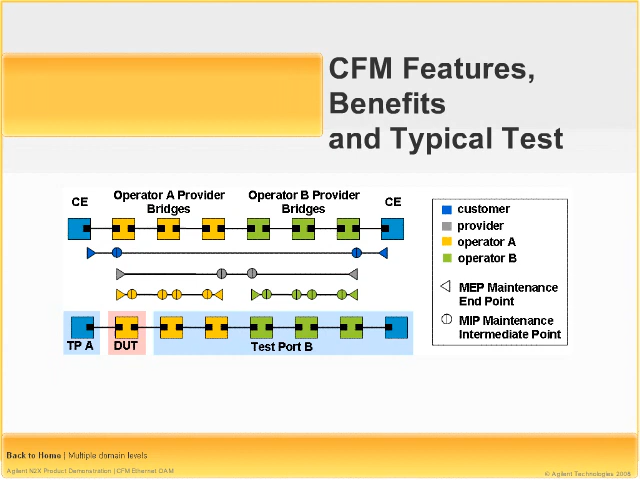 CFM Features,
Benefits
and Typical Test
CE
Operator A Provider
Bridges
Operator B Provider
Bridges
CE
customer
provider
operator A
operator B
MEP Maintenance
End Point
MIP Maintenance
Intermediate Point
TP A
DUT
Test Port B
Back to Home | Multiple domain levels
Agilent N2X Product Demonstration | CFM Ethernet OAM
© Agilent Technologies 2006